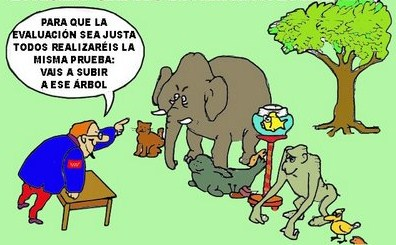 PARA QUE LA
EVALUACIÓN SEA JUSTA
TODOS REALIZARÉIS LA
MISMA PRUEBA:
VAIS A SUBIR
A ESE ÁRBOL